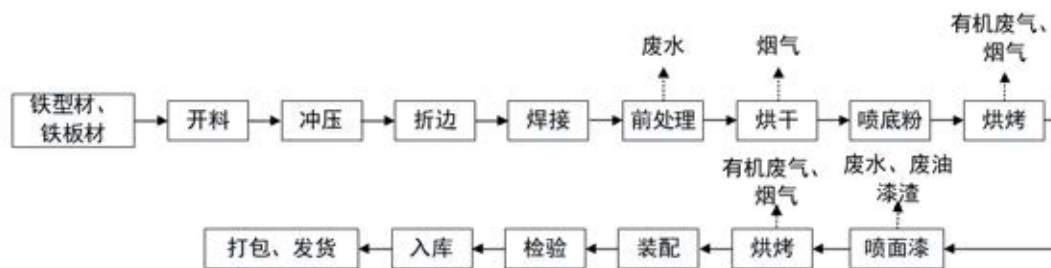 有机废气、
烟气
废水
烟气
铁型材、
铁板材
开料
冲压
折边
焊接
前处理
烘干
喷底粉
烘烤
有机废气、
烟气
废水、废油
漆渣
打包、发货
入库
检验
装配
烘烤
喷面漆